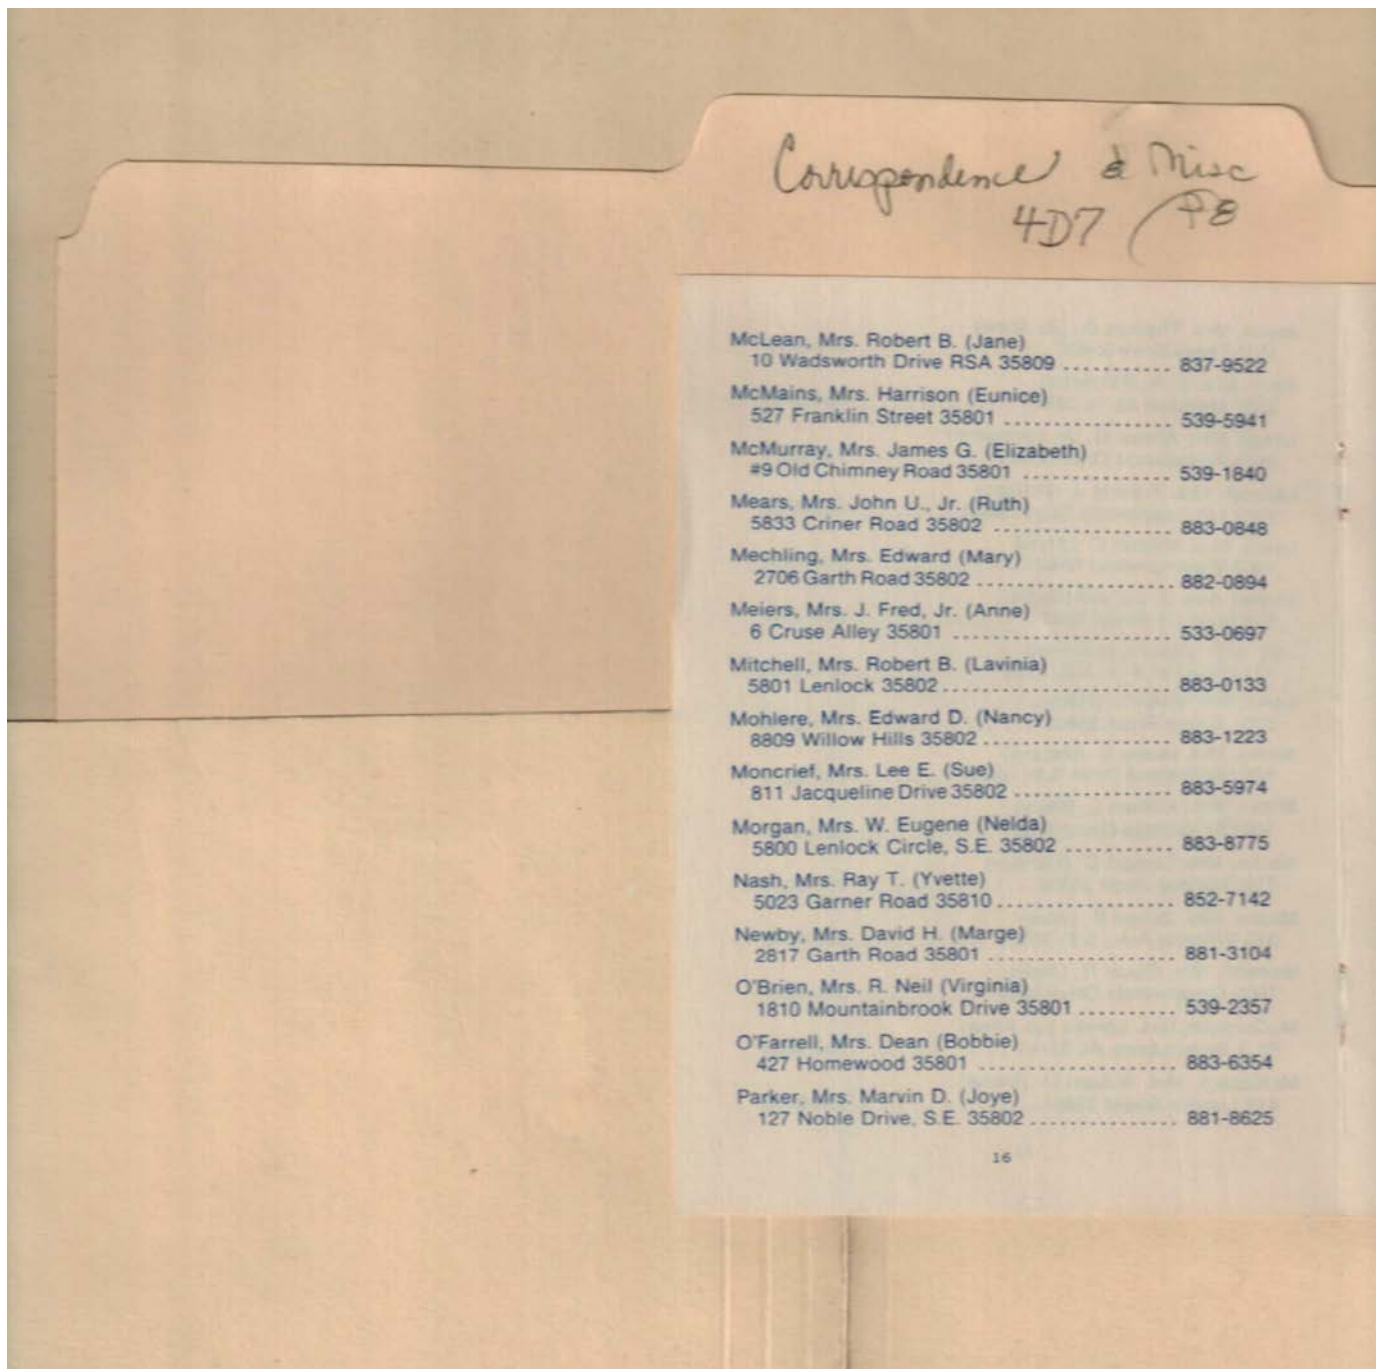 Correspondence & Misc
4D7
McLean, Mrs. Robert B. (Jane)
10 Wadsworth Drive RSA 35809 ........... 837-9522
McMains, Mrs. Harrison (Eunice)
527 Franklin Street 35801 ................. 539-5941
McMurray, Mrs. James G. (Elizabeth)
#9 Old Chimney Road 35801 ............... 539-1840
Mears, Mrs. John U., Jr. (Ruth)
5833 Criner Road 35802 .................. 883-0848
Mechling, Mrs. Edward (Mary)
2706 Garth Road 35802 .................... 882-0894
Meiers, Mrs. J. Fred, Jr. (Anne)
6 Cruse Alley 35801 ...................... 533-0697
Mitchell, Mrs. Robert B. (Lavinia)
5801 Lenlock 35802 ....................... 883-0133
Mohlere, Mrs. Edward D. (Nancy)
8809 Willow Hills 35802 ................... 883-1223
Moncrief, Mrs. Lee E. (Sue)
811 Jacqueline Drive 35802 ................ 883-5974
Morgan, Mrs. W. Eugene (Nelda)
5800 Lenlock Circle, S.E. 35802 ........... 883-8775
Nash, Mrs. Ray T. (Yvette)
5023 Garner Road 35810 .................. 852-7142
Newby, Mrs. David H. (Marge)
2817 Garth Road 35801 ................... 881-3104
O'Brien, Mrs. R. Neil (Virginia)
1810 Mountainbrook Drive 35801 .......... 539-2357
O'Farrell, Mrs. Dean (Bobbie)
427 Homewood 35801 .................... 883-6354
Parker, Mrs. Marvin D. (Joye)
127 Noble Drive, S.E. 35802 ............... 881-8625
16